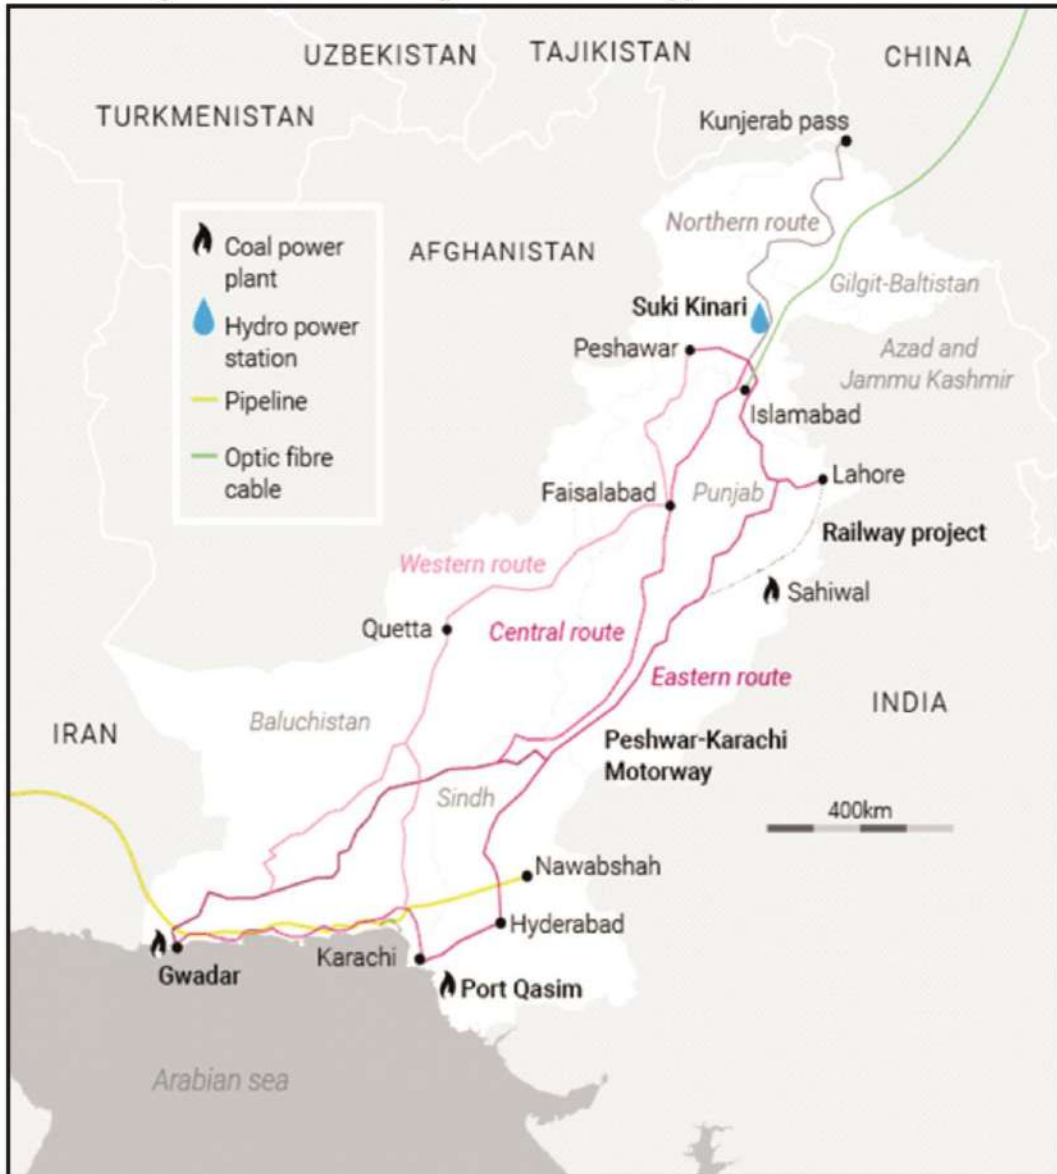 UZBEKISTAN
TAJIKISTAN
CHINA
TURKMENISTAN
Kunjerab pass
Northern route
Coal power
plant
AFGHANISTAN
Gilgit-Baltistan
Hydro power
station
Suki Kinari
Peshawar
Azad and
Jammu Kashmir
Pipeline
Islamabad
Optic fibre
cable
Lahore
Faisalabad
Punjab
Railway project
Western route
Sahiwal
Quetta
Central route
Eastern route
INDIA
Baluchistan
IRAN
Peshwar-Karachi
Motorway
Sindh
400km
Nawabshah
Hyderabad
Karachi
Gwadar
Port Qasim
Arabian sea